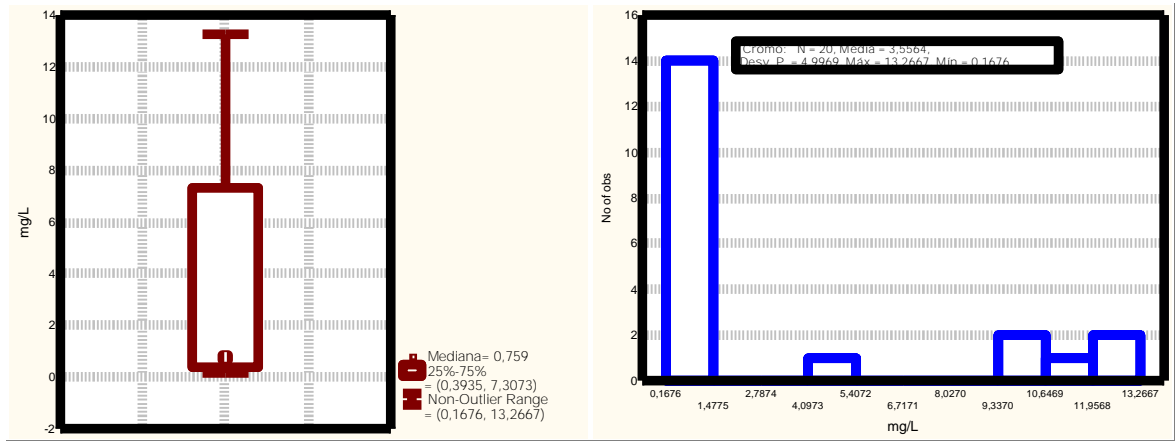 14
12
10
8
6
4
2
0
-2
mg/L
Mediana= 0,759
25%-75%
= (0,3935, 7,3073)
Non-Outlier Range
= (0,1676, 13,2667)
16
14
12
10
8
6
4
2
0
No of obs
Cromo: N = 20, Média = 3,5564,
Desv. P. = 4,9969, Máx = 13,2667, Mín = 0,1676
0,1676 2,7874 5,4072 8,0270 10,6469 13,2667
1,4775 4,0973 6,7171 9,3370 11,9568
mg/L